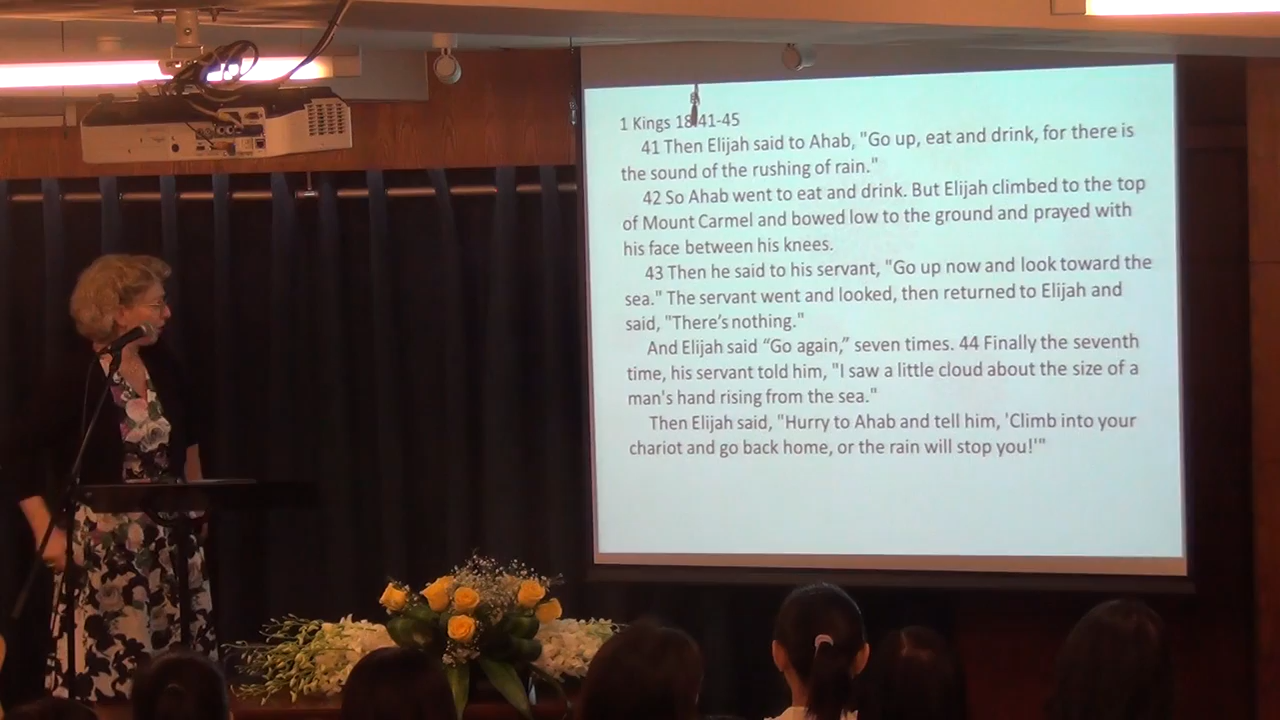 1 Kings 18:41-45
41 Then Elijah said to Ahab, "Go up, eat and drink, for there is
the sound of the rushing of rain."
42 So Ahab went to eat and drink. But Elijah climbed to the top
of Mount Carmel and bowed low to the ground and prayed with
his face between his knees.
43 Then he said to his servant, "Go up now and look toward the
sea." The servant went and looked, then returned to Elijah and
said, "There’s nothing."
And Elijah said “Go again,” seven times. 44 Finally the seventh
time, his servant told him, "I saw a little cloud about the size of a
man's hand rising from the sea."
Then Elijah said, "Hurry to Ahab and tell him, 'Climb into your
chariot and go back home, or the rain will stop you!'"